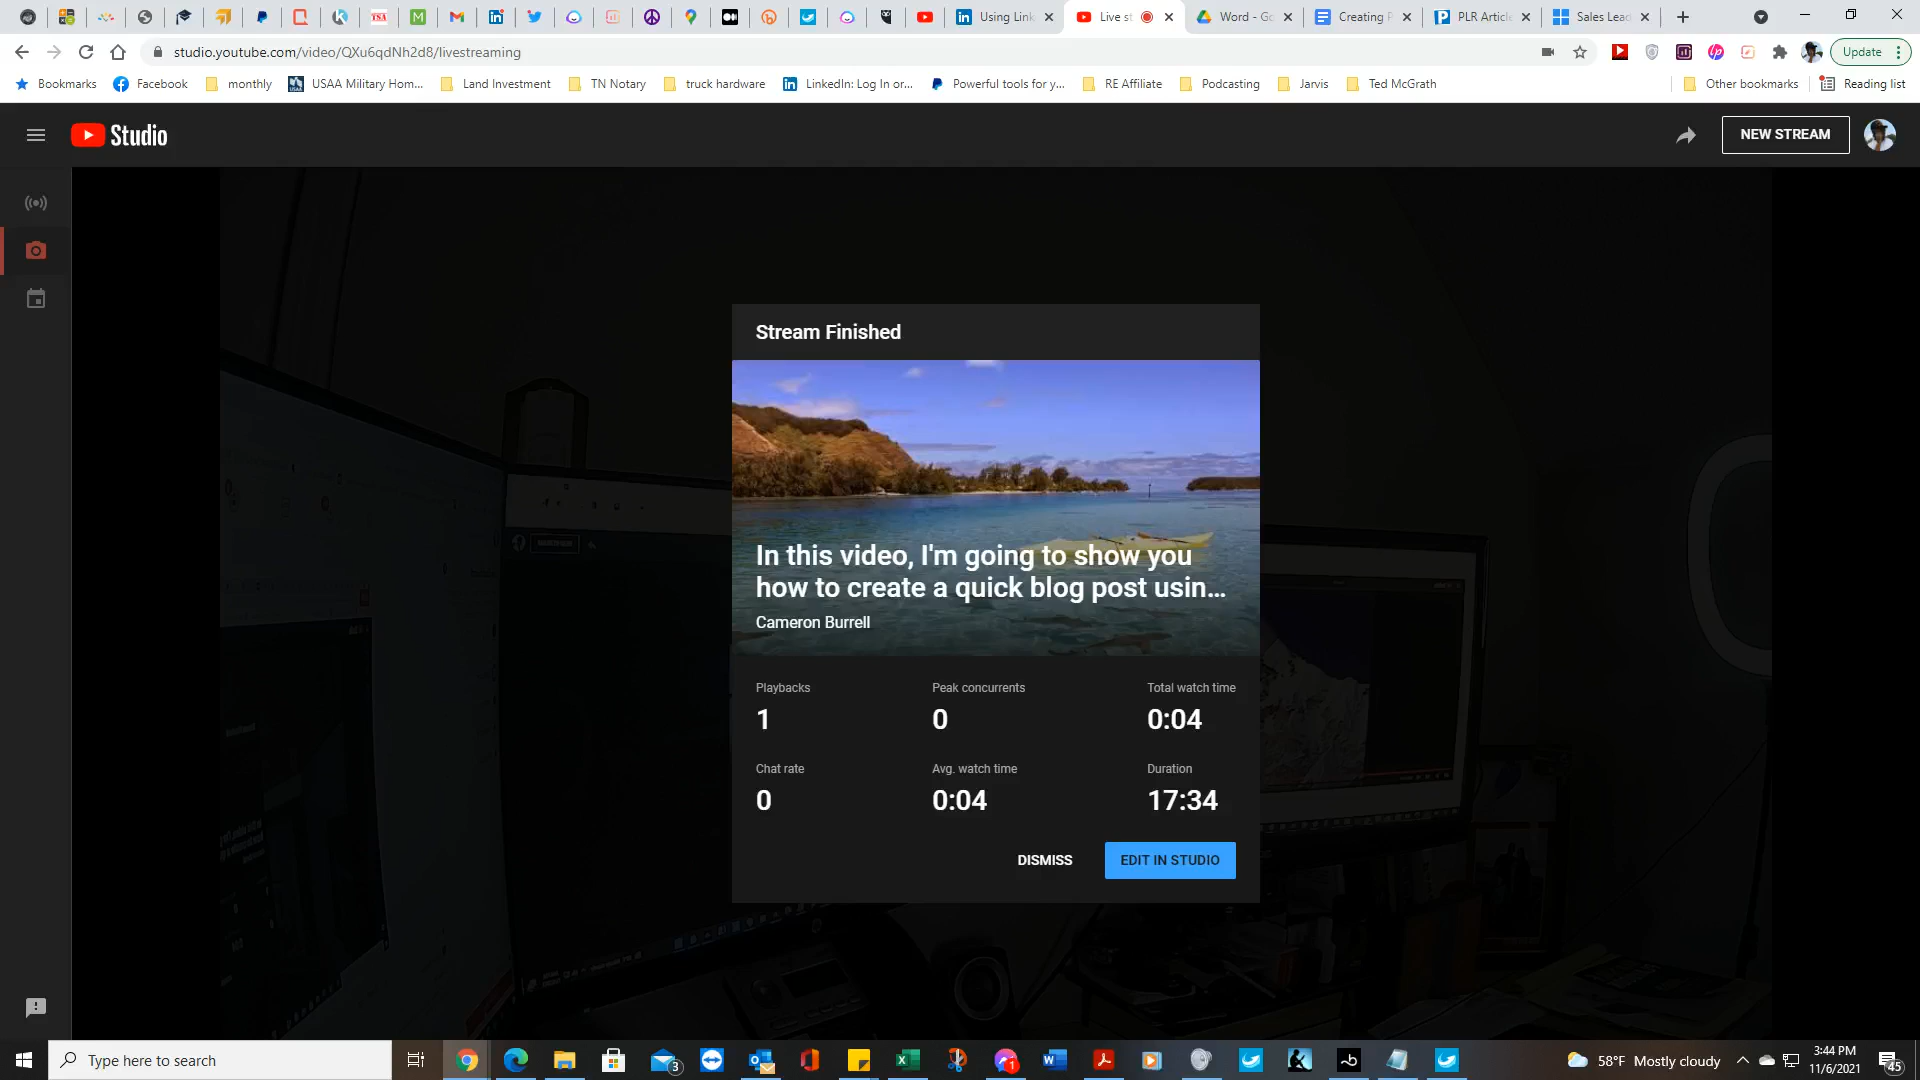 Using Link
Live st
Word - Go
Creating P
PLR Article
Sales Lead
studio.youtube.com/video/QXu6qdNh2d8/livestreaming
Update
Bookmarks
Facebook
monthly
USAA Military Hom...
Land Investment
TN Notary
truck hardware
LinkedIn: Log In or...
Powerful tools for y...
RE Affiliate
Podcasting
Jarvis
Ted McGrath
Other bookmarks
Reading list
Studio
NEW STREAM
Stream Finished
In this video, I'm going to show you
how to create a quick blog post usin...
Cameron Burrell
Playbacks
Peak concurrents
Total watch time
1
0
0:04
Chat rate
Avg. watch time
Duration
0
0:04
17:34
DISMISS
EDIT IN STUDIO
Type here to search
3
1
58°F Mostly cloudy
3:44 PM
11/6/2021
45